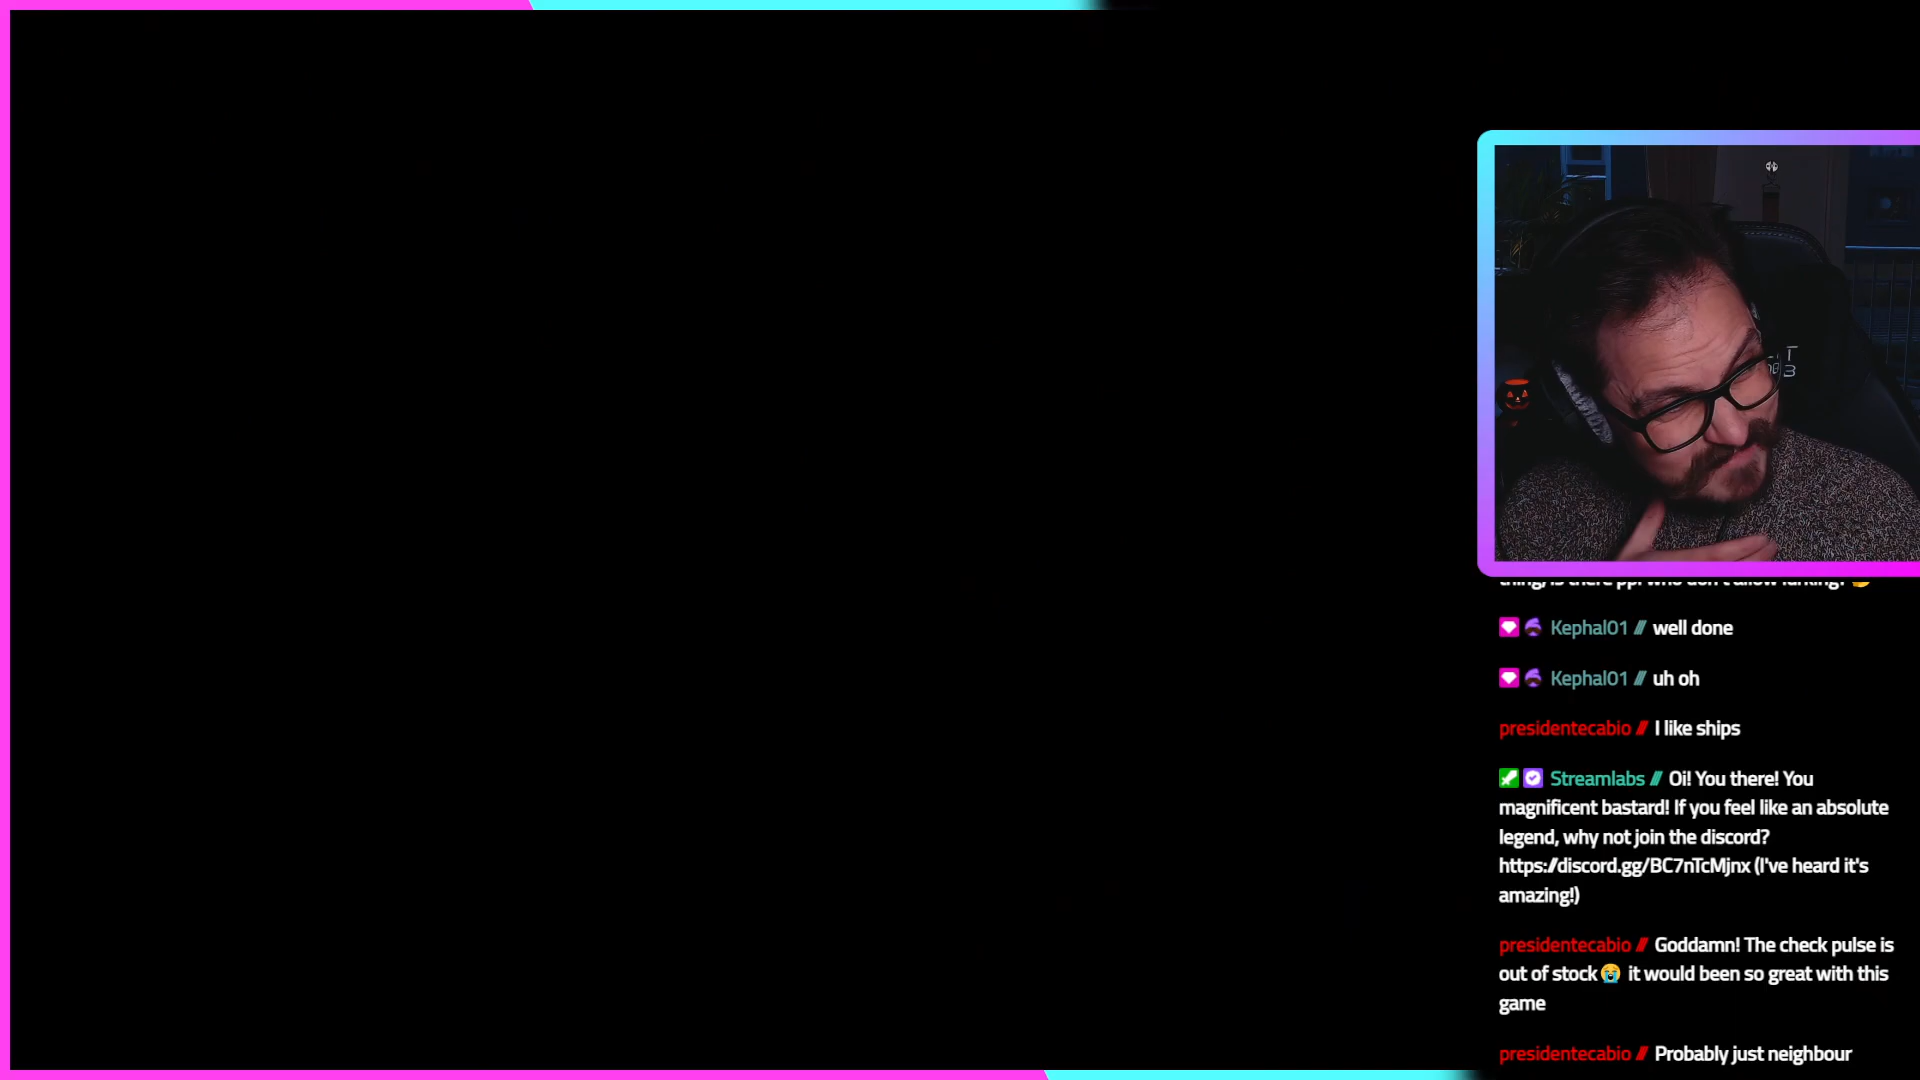 Kephal01 // well done
Kephal01 // uh oh
presidentecabio // I like ships
Streamlabs // Oi! You there! You
magnificent bastard! If you feel like an absolute
legend, why not join the discord?
https://discord.gg/BC7nTcMjnx (I've heard it's
amazing!)
presidentecabio // Goddamn! The check pulse is
out of stock😭 it would been so great with this
game
presidentecabio // Probably just neighbour